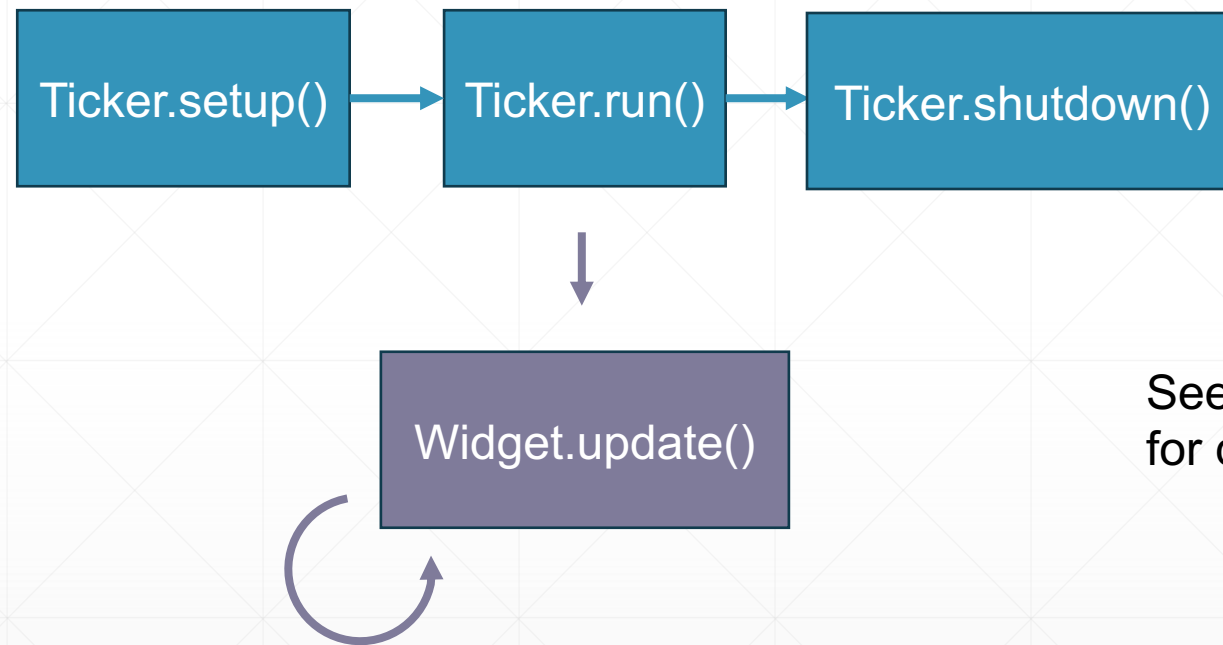 Ticker.setup()
Ticker.run()
Ticker.shutdown()
Widget.update()
See
for